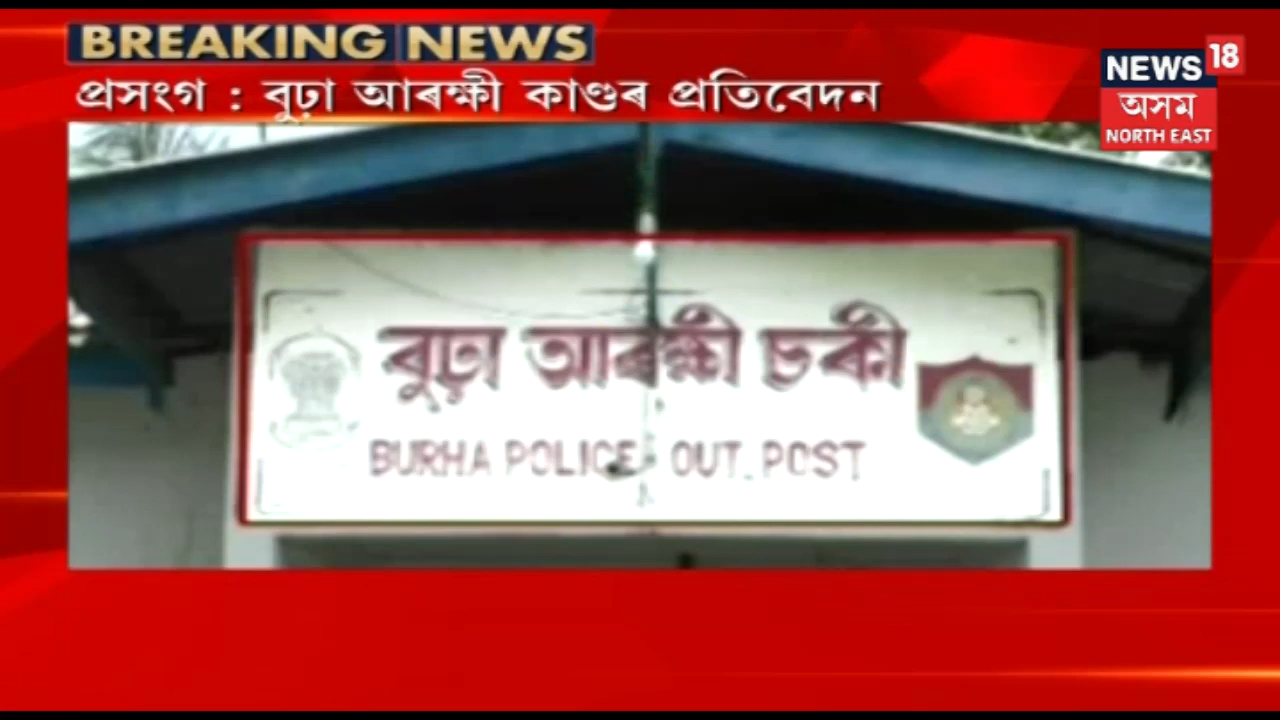 BREAKING NEWS
প্ৰসংগ : বুঢ়া আৰক্ষী কাণ্ডৰ প্ৰতিবেদন
NEWS 18
অসম
NORTH EAST
বুঢ়া আৰক্ষী চকী
BURHA POLICE OUT. POST